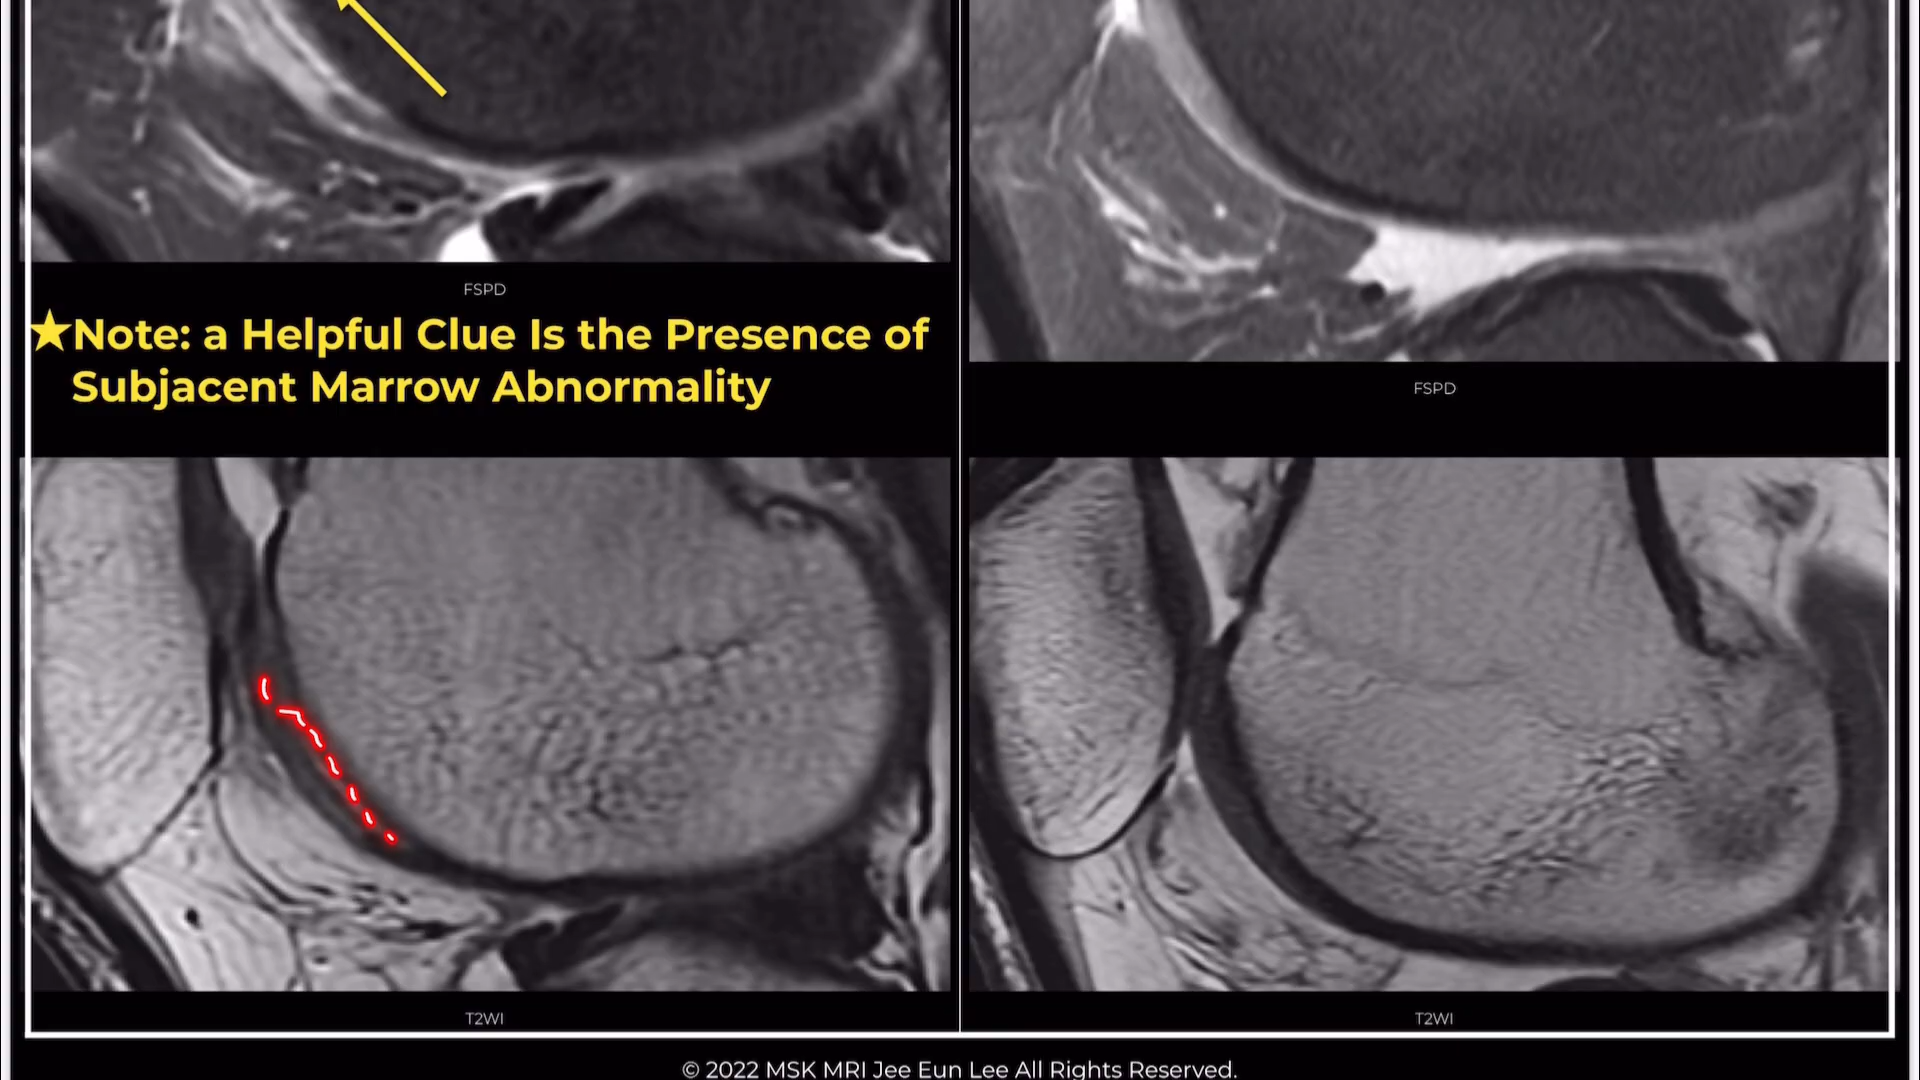 FSPD
★Note: a Helpful Clue Is the Presence of
Subjacent Marrow Abnormality
FSPD
T2WI
T2WI
© 2022 MSK MRI Jee Eun Lee All Rights Reserved.